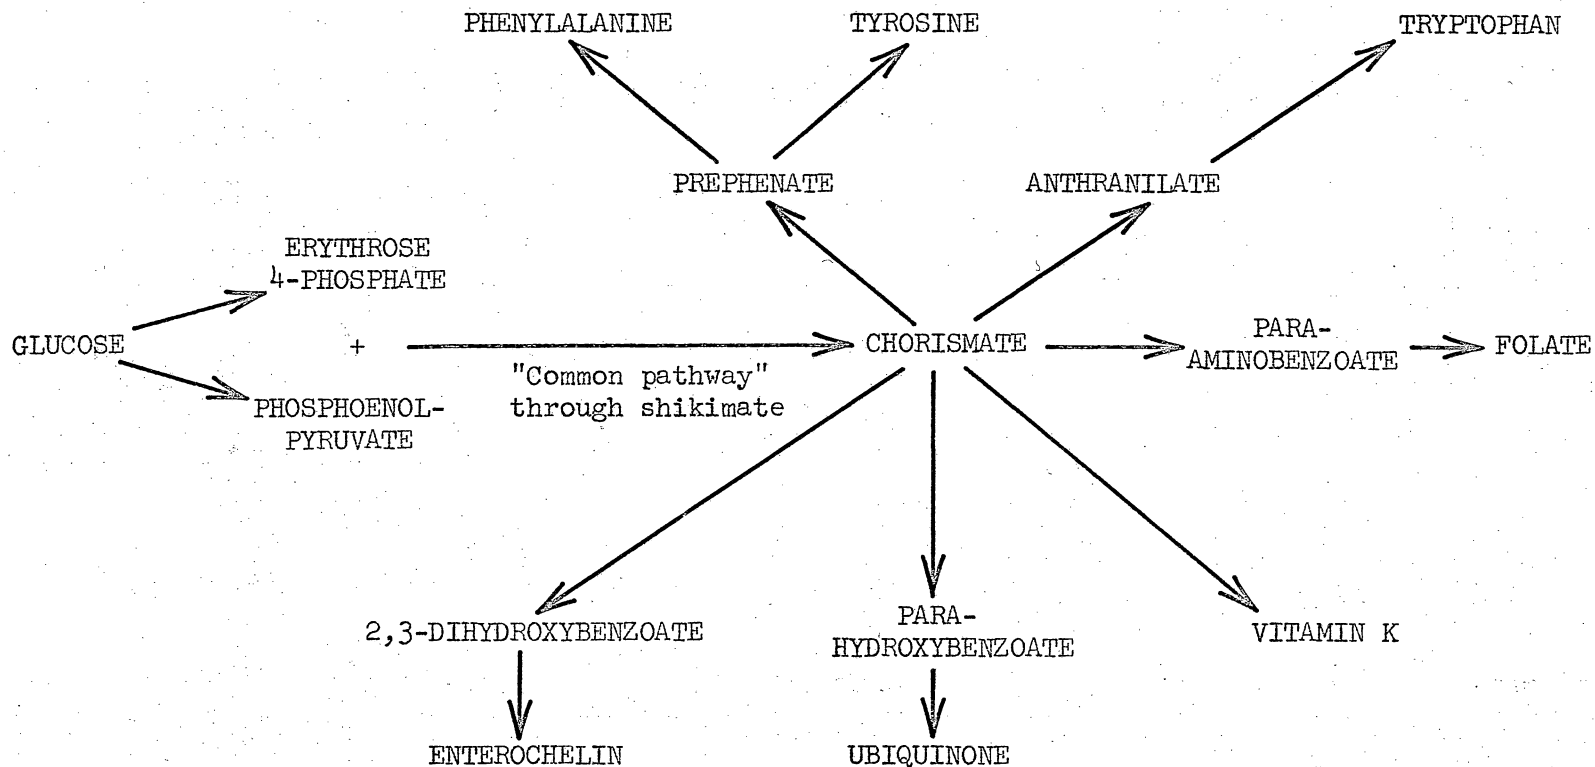 PHENYLALANINE
TYROSINE
TRYPTOPHAN
PREPHENATE
ANTHRANILATE
ERYTHROSE
4-PHOSPHATE
GLUCOSE
+
CHORISMATE
PARA-
AMINOBENZOATE
FOLATE
"Common pathway"
through shikimate
PHOSPHOENOL-
PYRUVATE
2,3-DIHYDROXYBENZOATE
PARA-
HYDROXYBENZOATE
VITAMIN K
ENTEROCHELIN
UBIQUINONE